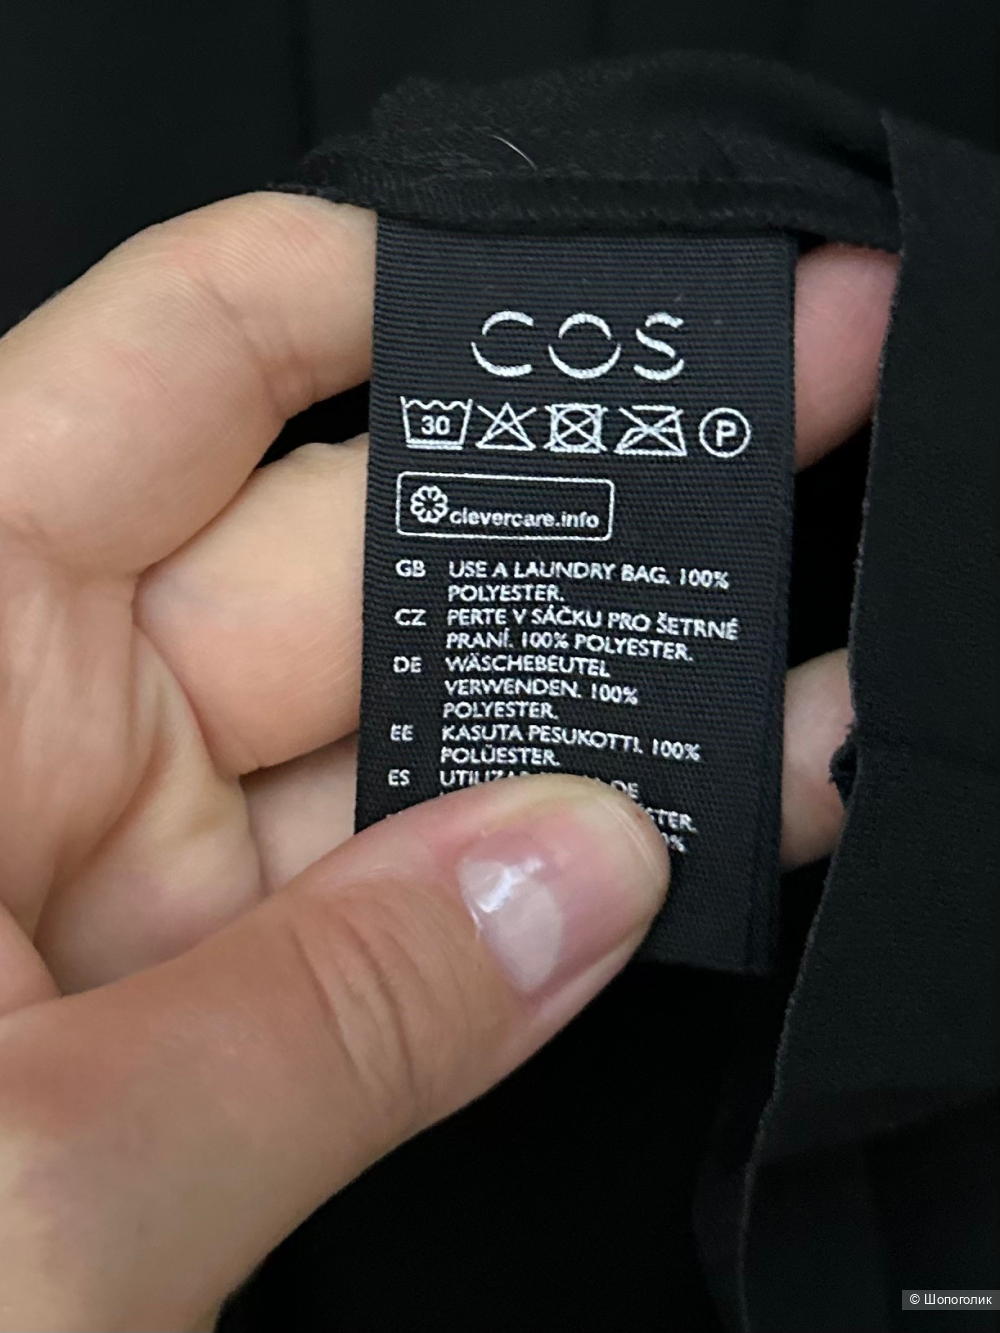 COS
30
P
clevercare.info
GB USE A LAUNDRY BAG. 100%
POLYESTER.
CZ PERTE V SÁČKU PRO ŠETRNÉ
PRANÍ. 100% POLYESTER.
DE WÄSCHEBEUTEL
VERWENDEN. 100%
POLYESTER.
EE KASUTA PESUKOTTI. 100%
POLÜESTER.
ES DE
© Шопоголик